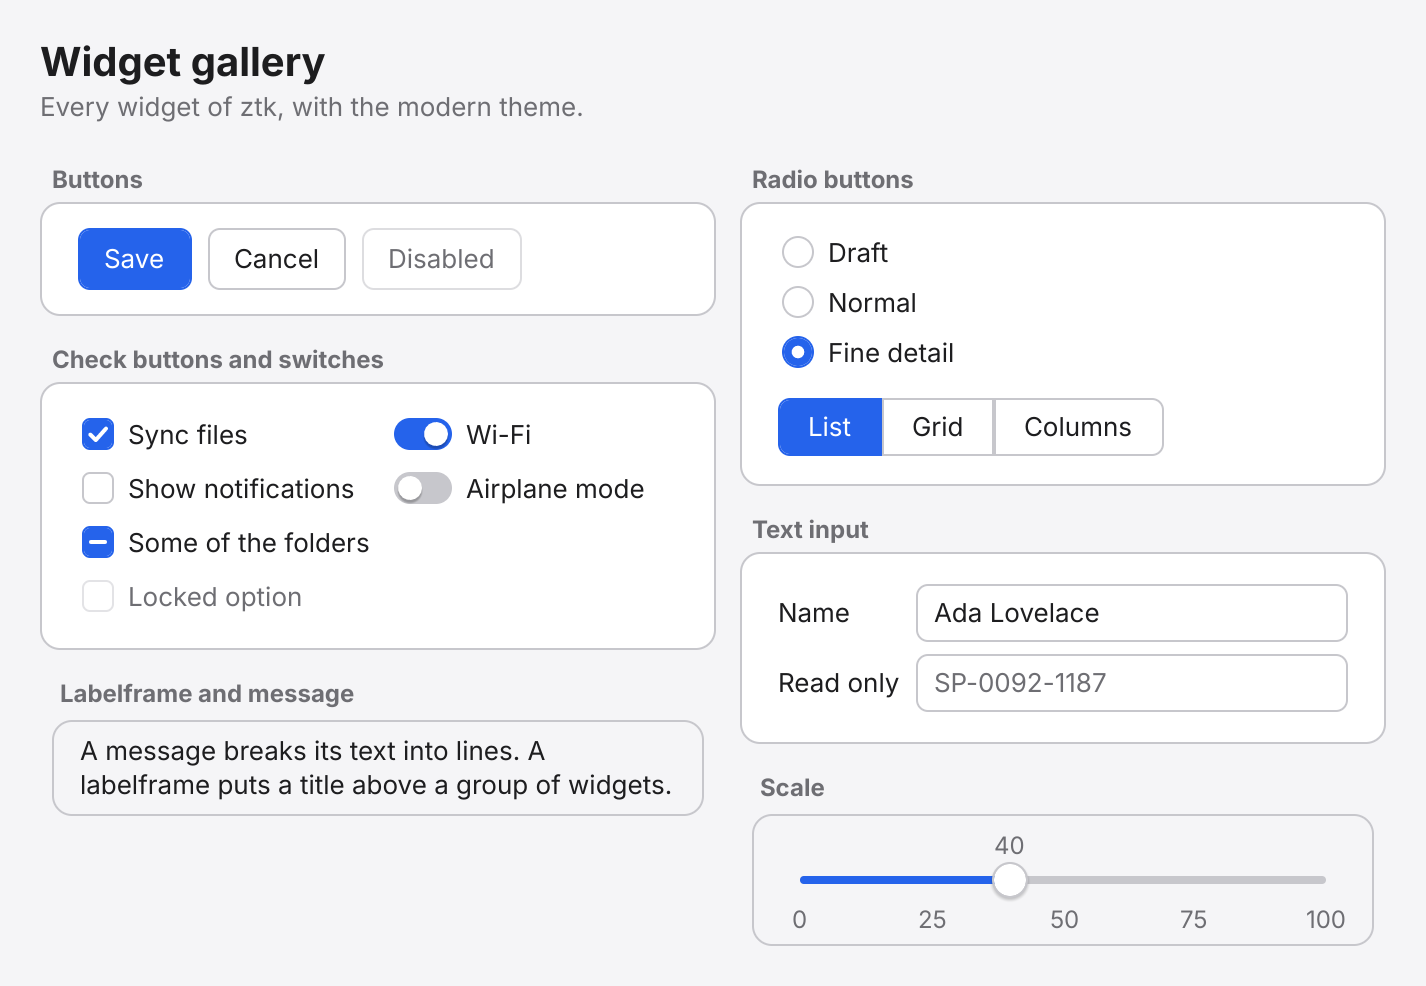 Widget gallery
Every widget of ztk, with the modern theme.
Buttons
Save
Cancel
Disabled
Check buttons and switches
Sync files
Wi-Fi
Show notifications
Airplane mode
Some of the folders
Locked option
Labelframe and message
A message breaks its text into lines. A
labelframe puts a title above a group of widgets.
Radio buttons
Draft
Normal
Fine detail
List
Grid
Columns
Text input
Name
Ada Lovelace
Read only
SP-0092-1187
Scale
40
0
25
50
75
100